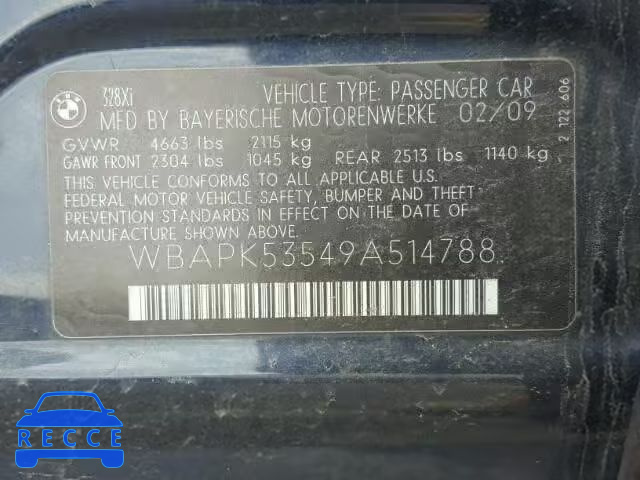 BMW
328Xi VEHICLE TYPE: PASSENGER CAR
MFD BY BAYERISCHE MOTORENWERKE 02/09
GVWR 4663 lbs 2115 kg
GAWR FRONT 2304 lbs 1045 kg REAR 2513 lbs 1140 kg
THIS VEHICLE CONFORMS TO ALL APPLICABLE U.S.
FEDERAL MOTOR VEHICLE SAFETY, BUMPER AND THEFT
PREVENTION STANDARDS IN EFFECT ON THE DATE OF
MANUFACTURE SHOWN ABOVE.
WBAPK53549A514788
2 122 606